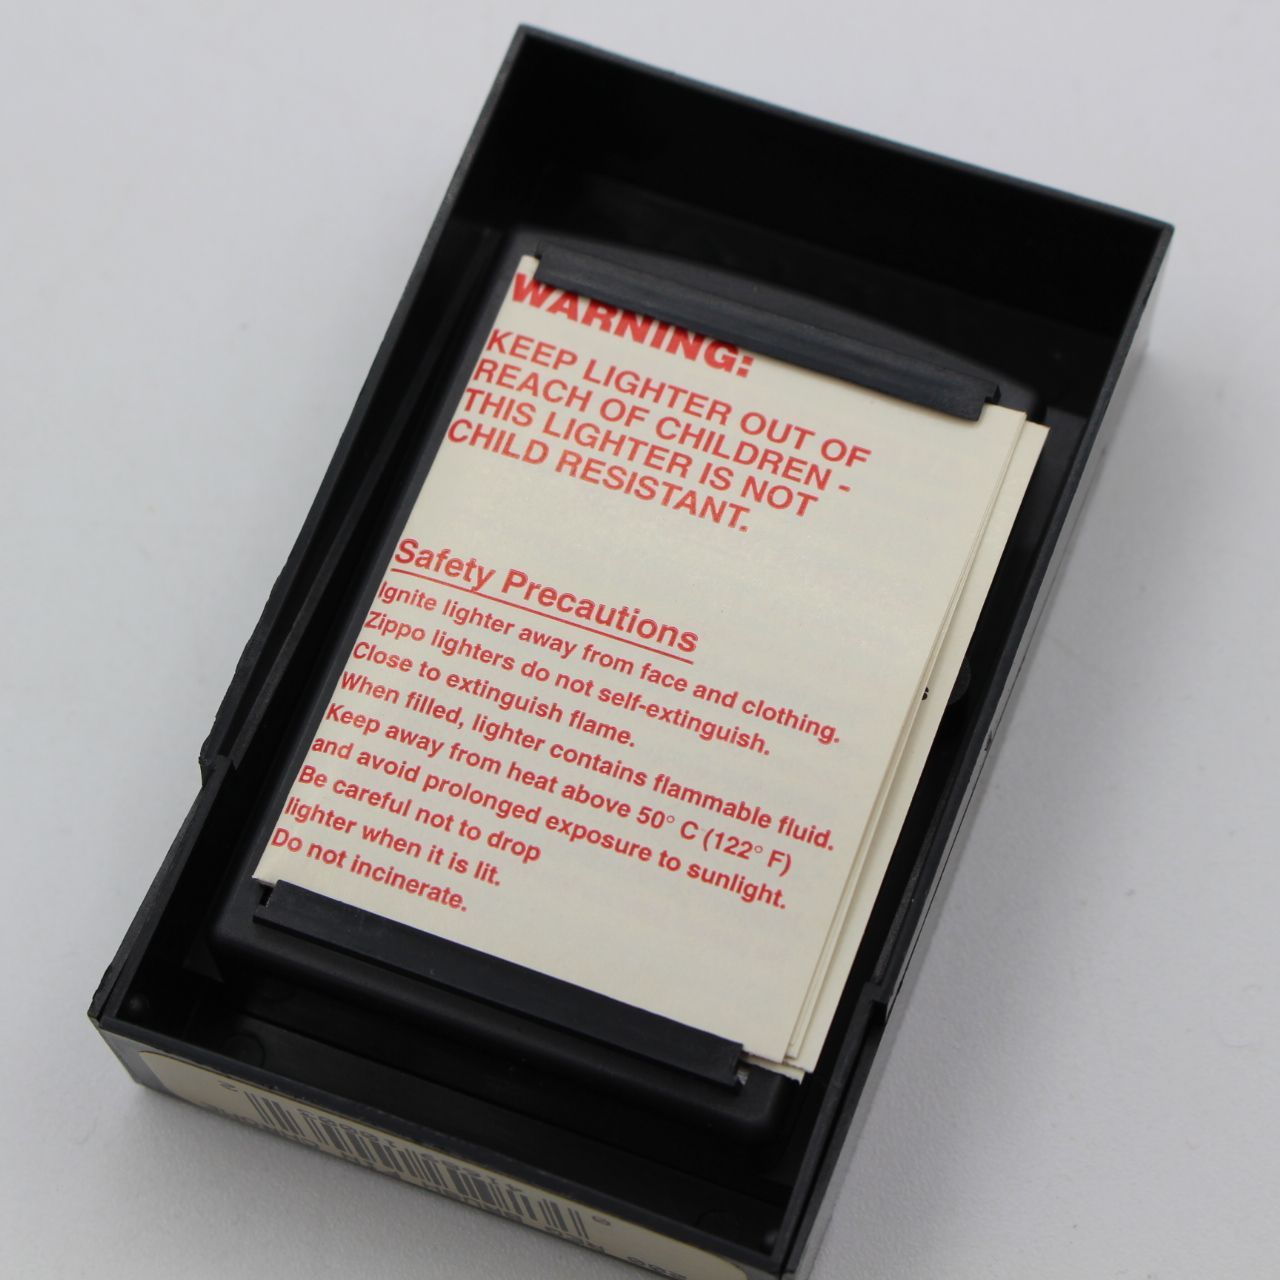 WARNING:
KEEP LIGHTER OUT OF
REACH OF CHILDREN -
THIS LIGHTER IS NOT
CHILD RESISTANT.
Safety Precautions
Ignite lighter away from face and clothing.
Zippo lighters do not self-extinguish.
Close to extinguish flame.
When filled, lighter contains flammable fluid.
Keep away from heat above 50° C (122° F)
and avoid prolonged exposure to sunlight.
Be careful not to drop
lighter when it is lit.
Do not incinerate.